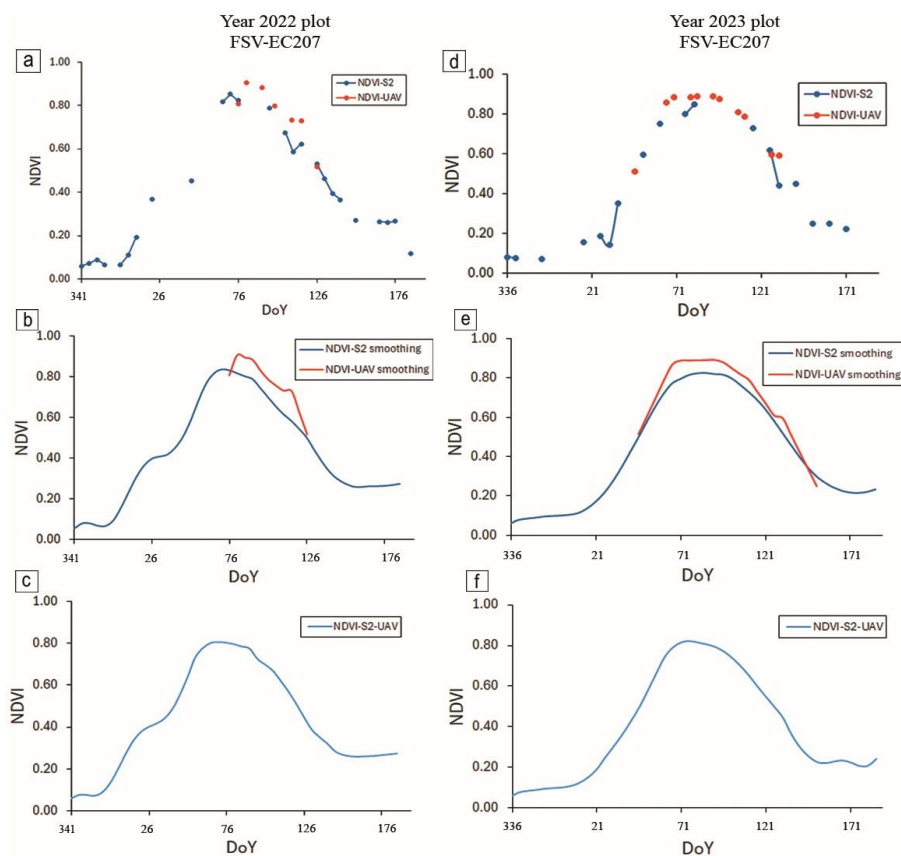 Year 2022 plot
FSV-EC207
Year 2023 plot
FSV-EC207
a
1.00
0.80
0.60
0.40
0.20
0.00
NDVI
NDVI-S2
NDVI-UAV
341
26
76
126
176
DoY
d
1.00
0.80
0.60
0.40
0.20
0.00
NDVI
NDVI-S2
NDVI-UAV
336
21
71
121
171
DoY
b
1.00
0.80
0.60
0.40
0.20
0.00
NDVI
NDVI-S2 smoothing
NDVI-UAV smoothing
341
26
76
126
176
DoY
e
1.00
0.80
0.60
0.40
0.20
0.00
NDVI
NDVI-S2 smoothing
NDVI-UAV smoothing
336
21
71
121
171
DoY
c
1.00
0.80
0.60
0.40
0.20
0.00
NDVI
NDVI-S2-UAV
341
26
76
126
176
DoY
f
1.00
0.80
0.60
0.40
0.20
0.00
NDVI
NDVI-S2-UAV
336
21
71
121
171
DoY